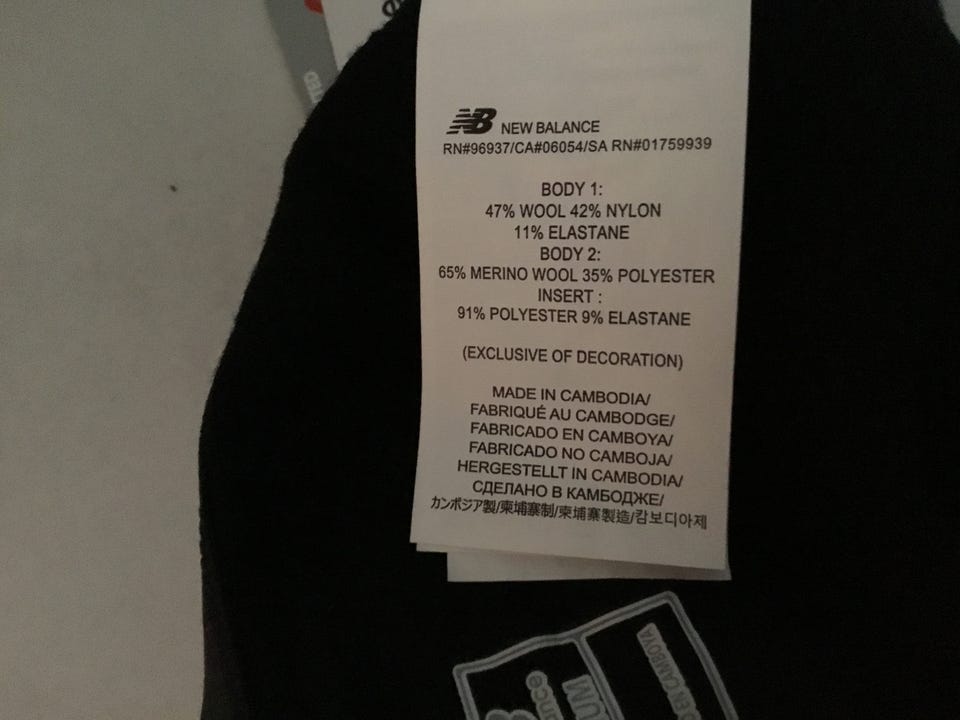 NB NEW BALANCE
RN#96937/CA#06054/SA RN#01759939
BODY 1:
47% WOOL 42% NYLON
11% ELASTANE
BODY 2:
65% MERINO WOOL 35% POLYESTER
INSERT :
91% POLYESTER 9% ELASTANE
(EXCLUSIVE OF DECORATION)
MADE IN CAMBODIA/
FABRIQUÉ AU CAMBODGE/
FABRICADO EN CAMBOYA/
FABRICADO NO CAMBOJA/
HERGESTELLT IN CAMBODIA/
СДЕЛАНО В КАМБОДЖЕ/
カンボジア製/柬埔寨制/柬埔寨製造/캄보디아제
EN CAMBOYA